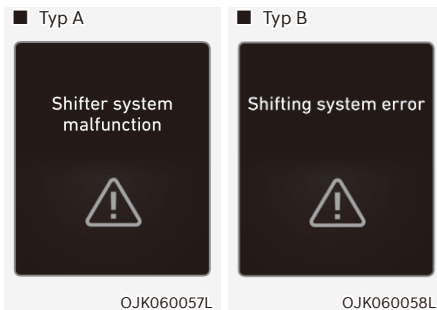 ■ Typ A
Shifter system
malfunction
OJK060057L
■ Typ B
Shifting system error
OJK060058L